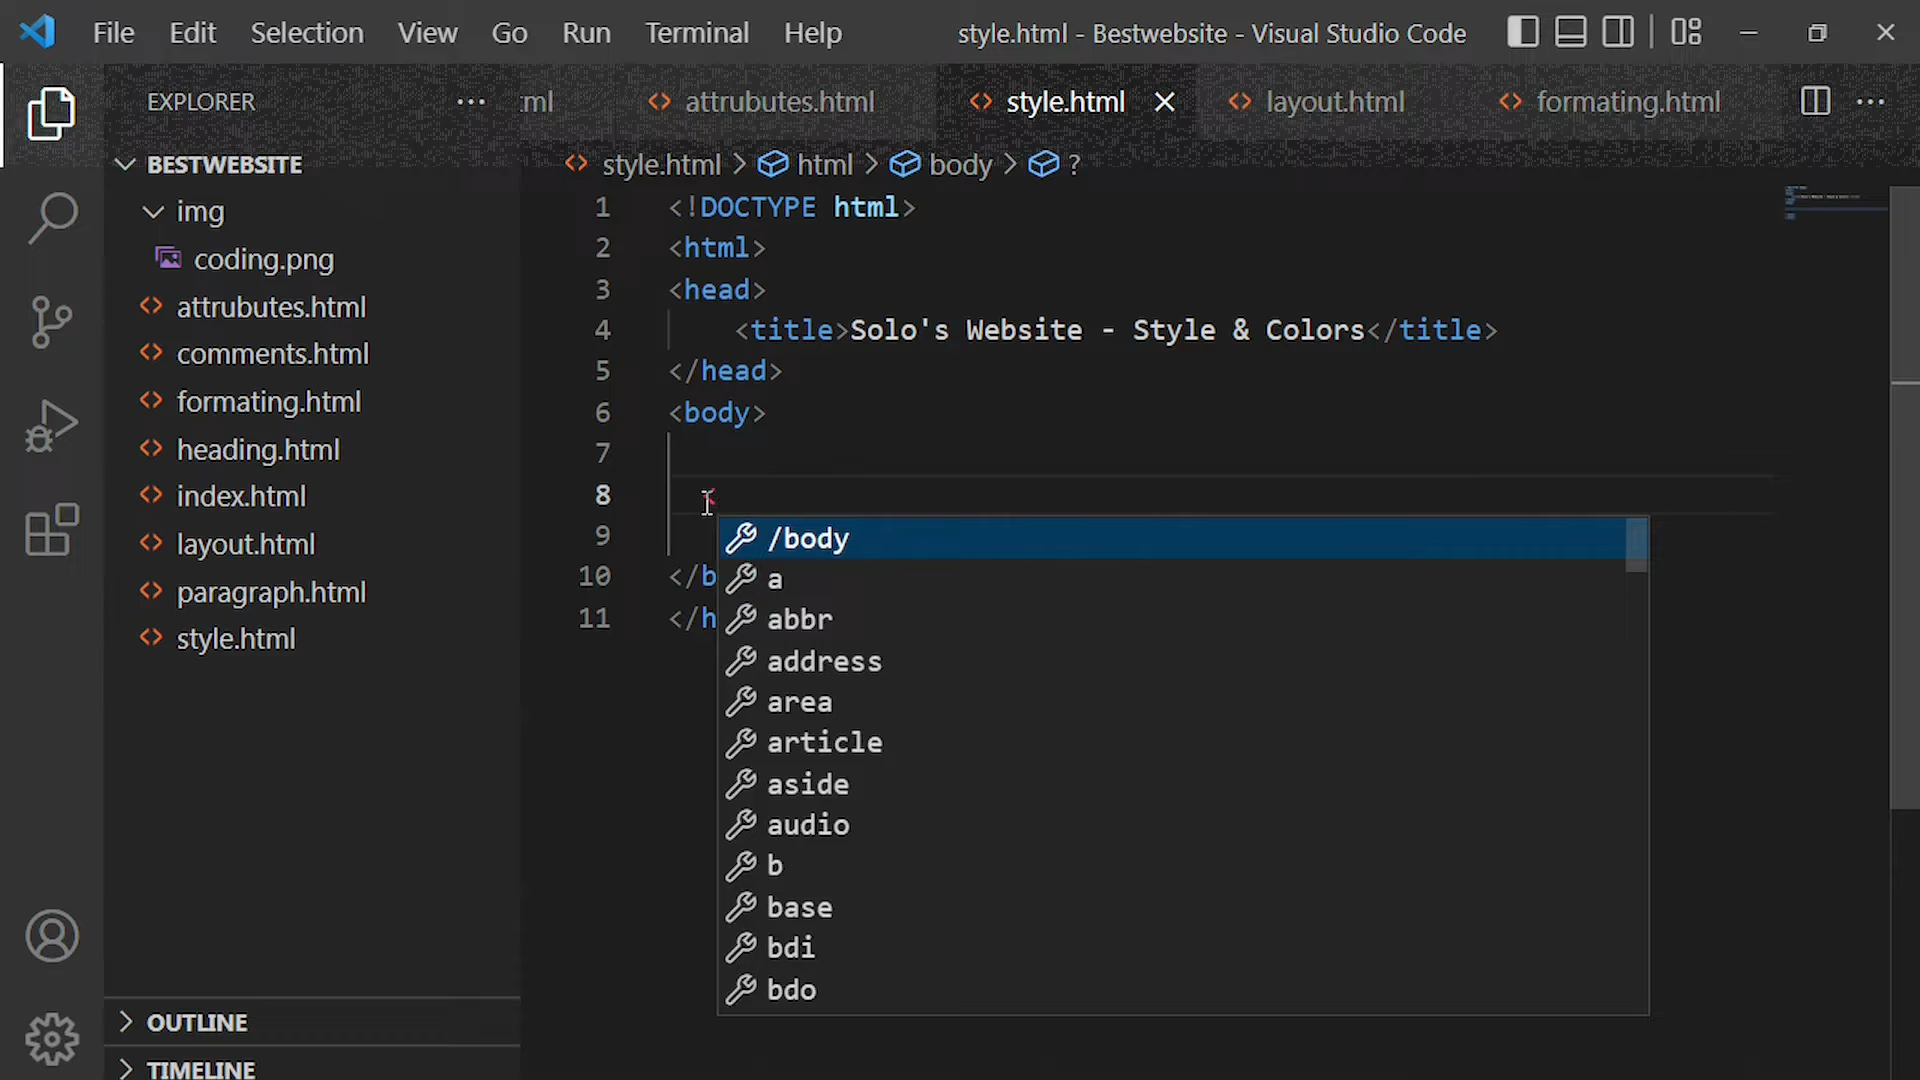 File Edit Selection View Go Run Terminal Help style.html - Bestwebsite - Visual Studio Code
EXPLORER
ml attrubutes.html style.html layout.html formating.html
BESTWEBSITE
style.html > html > body > ?
img
coding.png
attrubutes.html
comments.html
formating.html
heading.html
index.html
layout.html
paragraph.html
style.html
OUTLINE
TIMELINE
1 <!DOCTYPE html>
2 <html>
3 <head>
4 <title>Solo's Website - Style & Colors</title>
5 </head>
6 <body>
7
8 <
9
10 </b
11 </h
/body
a
abbr
address
area
article
aside
audio
b
base
bdi
bdo